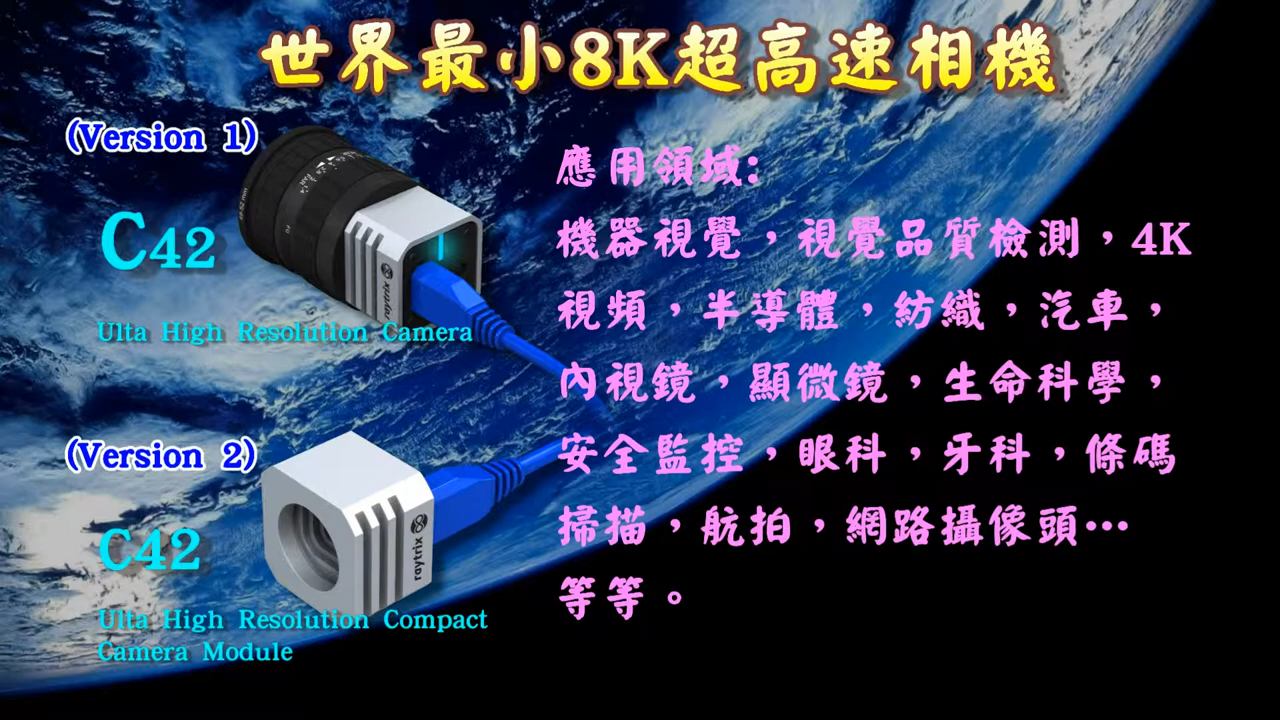 世界最小8K超高速相機
(Version 1)
C42
Ulta High Resolution Camera
raytrix
(Version 2)
C42
raytrix
Ulta High Resolution Compact
Camera Module
應用領域:
機器視覺，視覺品質檢測，4K
視頻，半導體，紡織，汽車，
內視鏡，顯微鏡，生命科學，
安全監控，眼科，牙科，條碼
掃描，航拍，網路攝像頭…
等等。